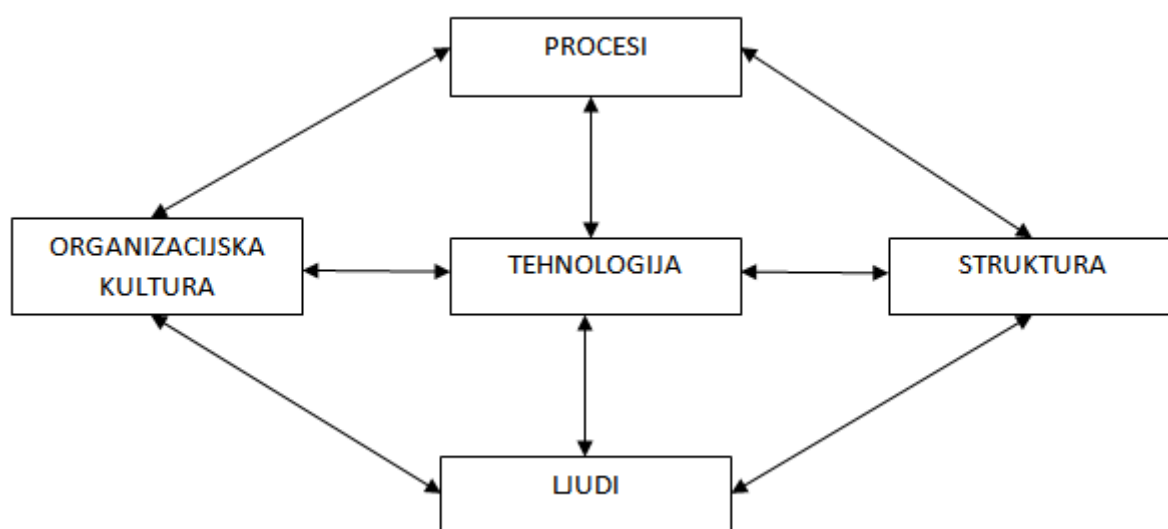 PROCESI
ORGANIZACIJSKA
KULTURA
TEHNOLOGIJA
STRUKTURA
LJUDI